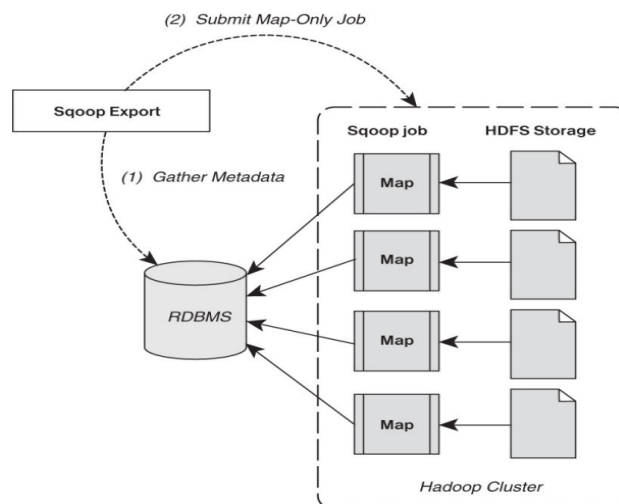 (2) Submit Map-Only Job
Sqoop Export
Sqoop job
HDFS Storage
(1) Gather Metadata
Map
Map
RDBMS
Map
Map
Hadoop Cluster